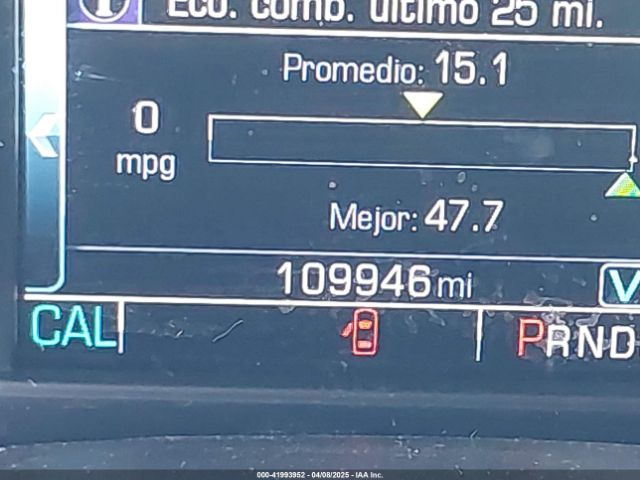 Eco. comb. último 25 mi.
Promedio: 15.1
0
mpg
Mejor: 47.7
109946 mi
V
CAL
PRND
000-41993952 - 04/08/2025 - IAA Inc.